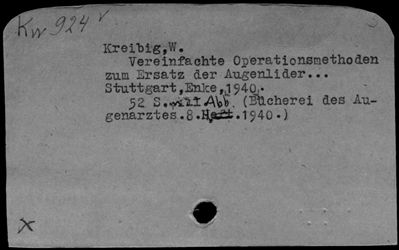 Kw 924 v
Kreibig,W.
Vereinfachte Operationsmethoden
zum Ersatz der Augenlider...
Stuttgart,Enke,1940.
52 S. Abb. (Bücherei des Au-
genarztes.8.Heft.1940.)
x